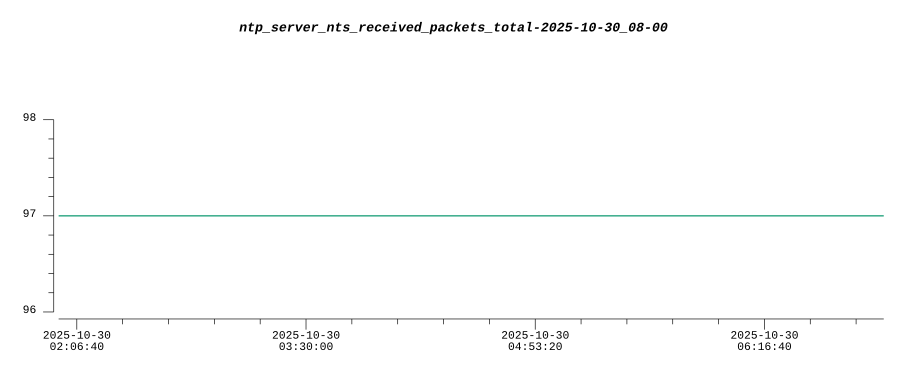 ntp_server_nts_received_packets_total-2025-10-30_08-00
98
97
96
2025-10-30 2025-10-30 2025-10-30 2025-10-30
02:06:40 03:30:00 04:53:20 06:16:40